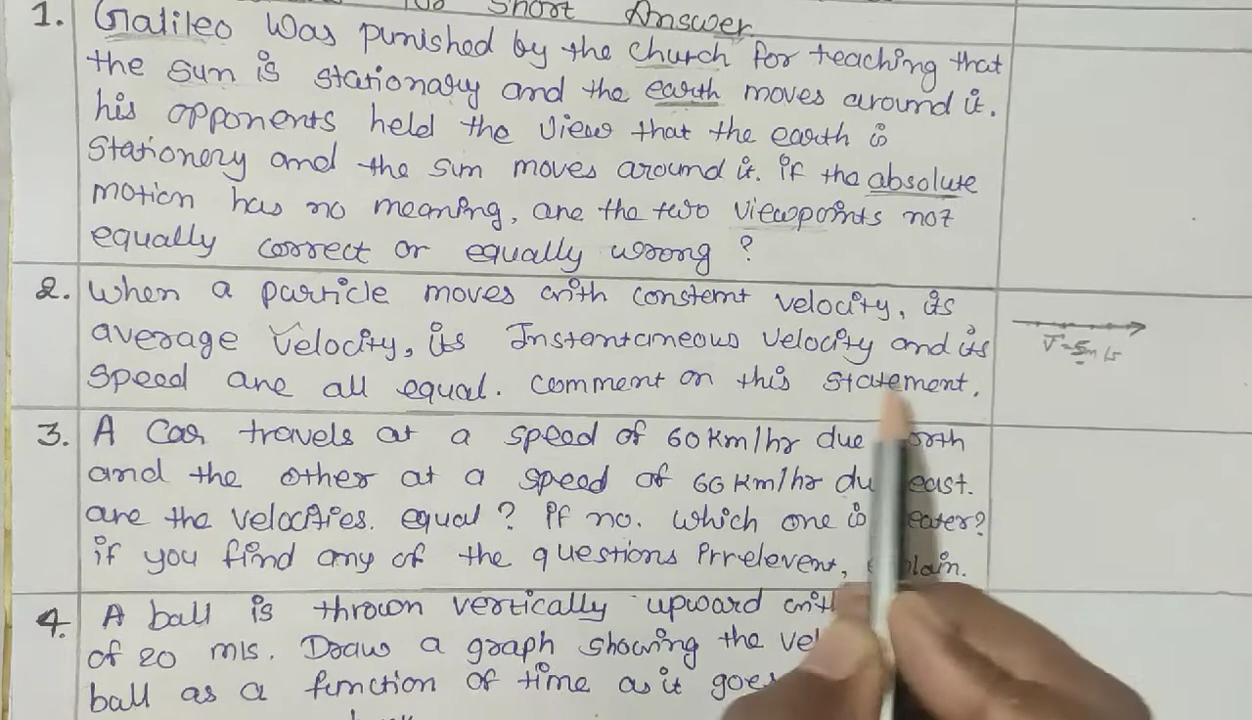 Short Answer
1. Galileo was punished by the church for teaching that
the sun is stationary and the earth moves around it.
his opponents held the view that the earth is
stationery and the sun moves around it. if the absolute
motion has no meaning, are the two viewpoints not
equally correct or equally wrong ?
2. When a particle moves with constant velocity, its
average velocity, its Instantaneous velocity and its
speed are all equal. comment on this statement.
V = 5m/s
3. A Car travels at a speed of 60 km/hr due
and the other at a speed of 60 km/hr east.
are the velocities. equal ? if no. which one is
if you find any of the questions irrelevent,
4. A ball is thrown vertically upward
of 20 m/s. Draw a graph showing the
ball as a function of time as it